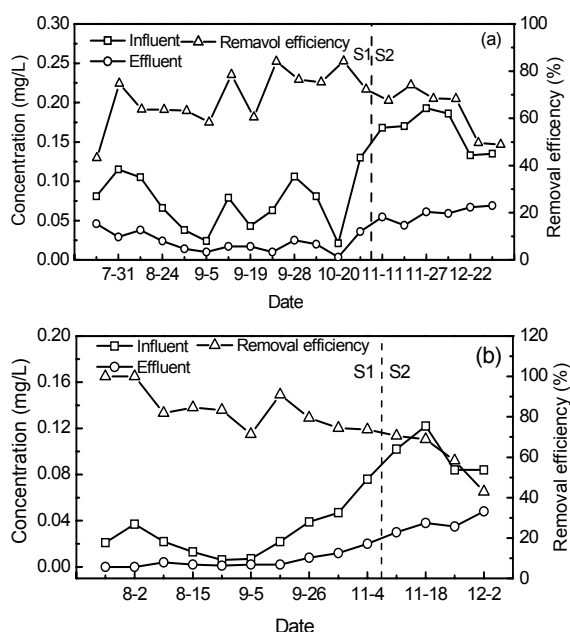 (a)
Influent Remavol efficiency
Effluent
S1 S2
Concentration (mg/L)
0.30
0.25
0.20
0.15
0.10
0.05
0.00
Removal efficency (%)
100
80
60
40
20
0
7-31 8-24 9-5 9-19 9-28 10-20 11-11 11-27 12-22
Date
(b)
Influent Removal efficiency
Effluent
S1 S2
Concentration (mg/L)
0.20
0.16
0.12
0.08
0.04
0.00
Removal efficiency (%)
120
100
80
60
40
20
0
8-2 8-15 9-5 9-26 11-4 11-18 12-2
Date